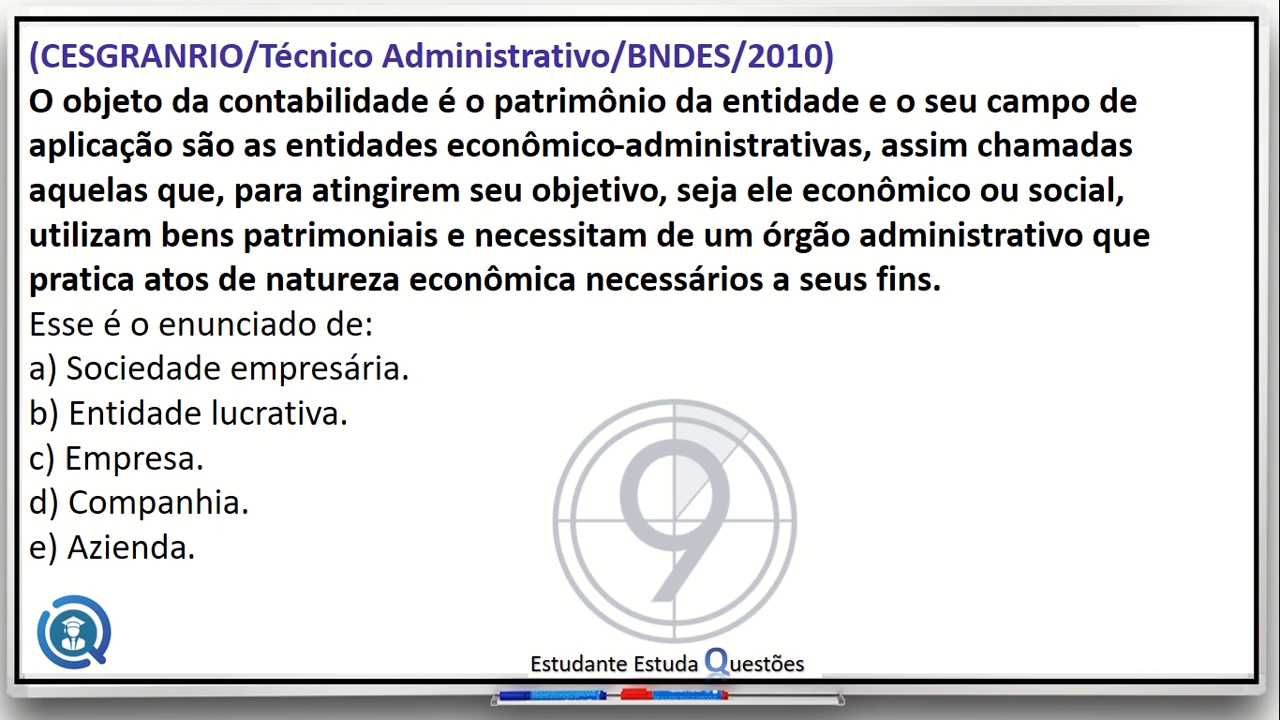 (CESGRANRIO/Técnico Administrativo/BNDES/2010)
O objeto da contabilidade é o patrimônio da entidade e o seu campo de
aplicação são as entidades econômico-administrativas, assim chamadas
aquelas que, para atingirem seu objetivo, seja ele econômico ou social,
utilizam bens patrimoniais e necessitam de um órgão administrativo que
pratica atos de natureza econômica necessários a seus fins.
Esse é o enunciado de:
a) Sociedade empresária.
b) Entidade lucrativa.
c) Empresa.
d) Companhia.
e) Azienda.
9
Estudante Estuda Questões